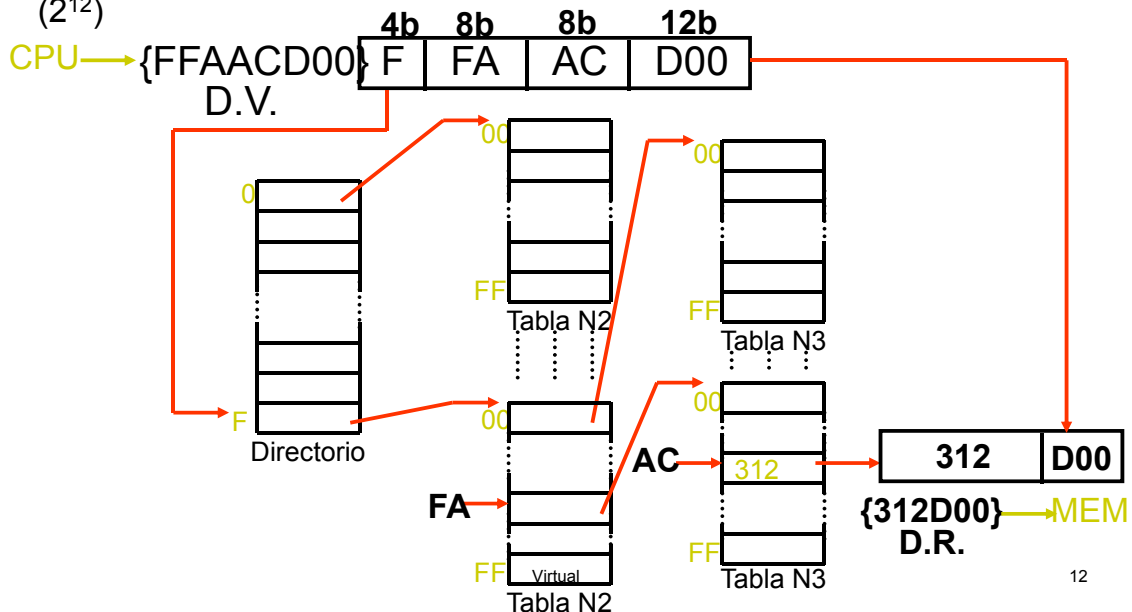 (2¹²)
4b 8b 8b 12b
CPU {FFAACD00} F FA AC D00
D.V.
00
00
0
FF
FF
Tabla N2
Tabla N3
F
00
00
Directorio
AC
312
312 D00
FA
{312D00} MEM
D.R.
FF
FF
Virtual
Tabla N3
12
Tabla N2